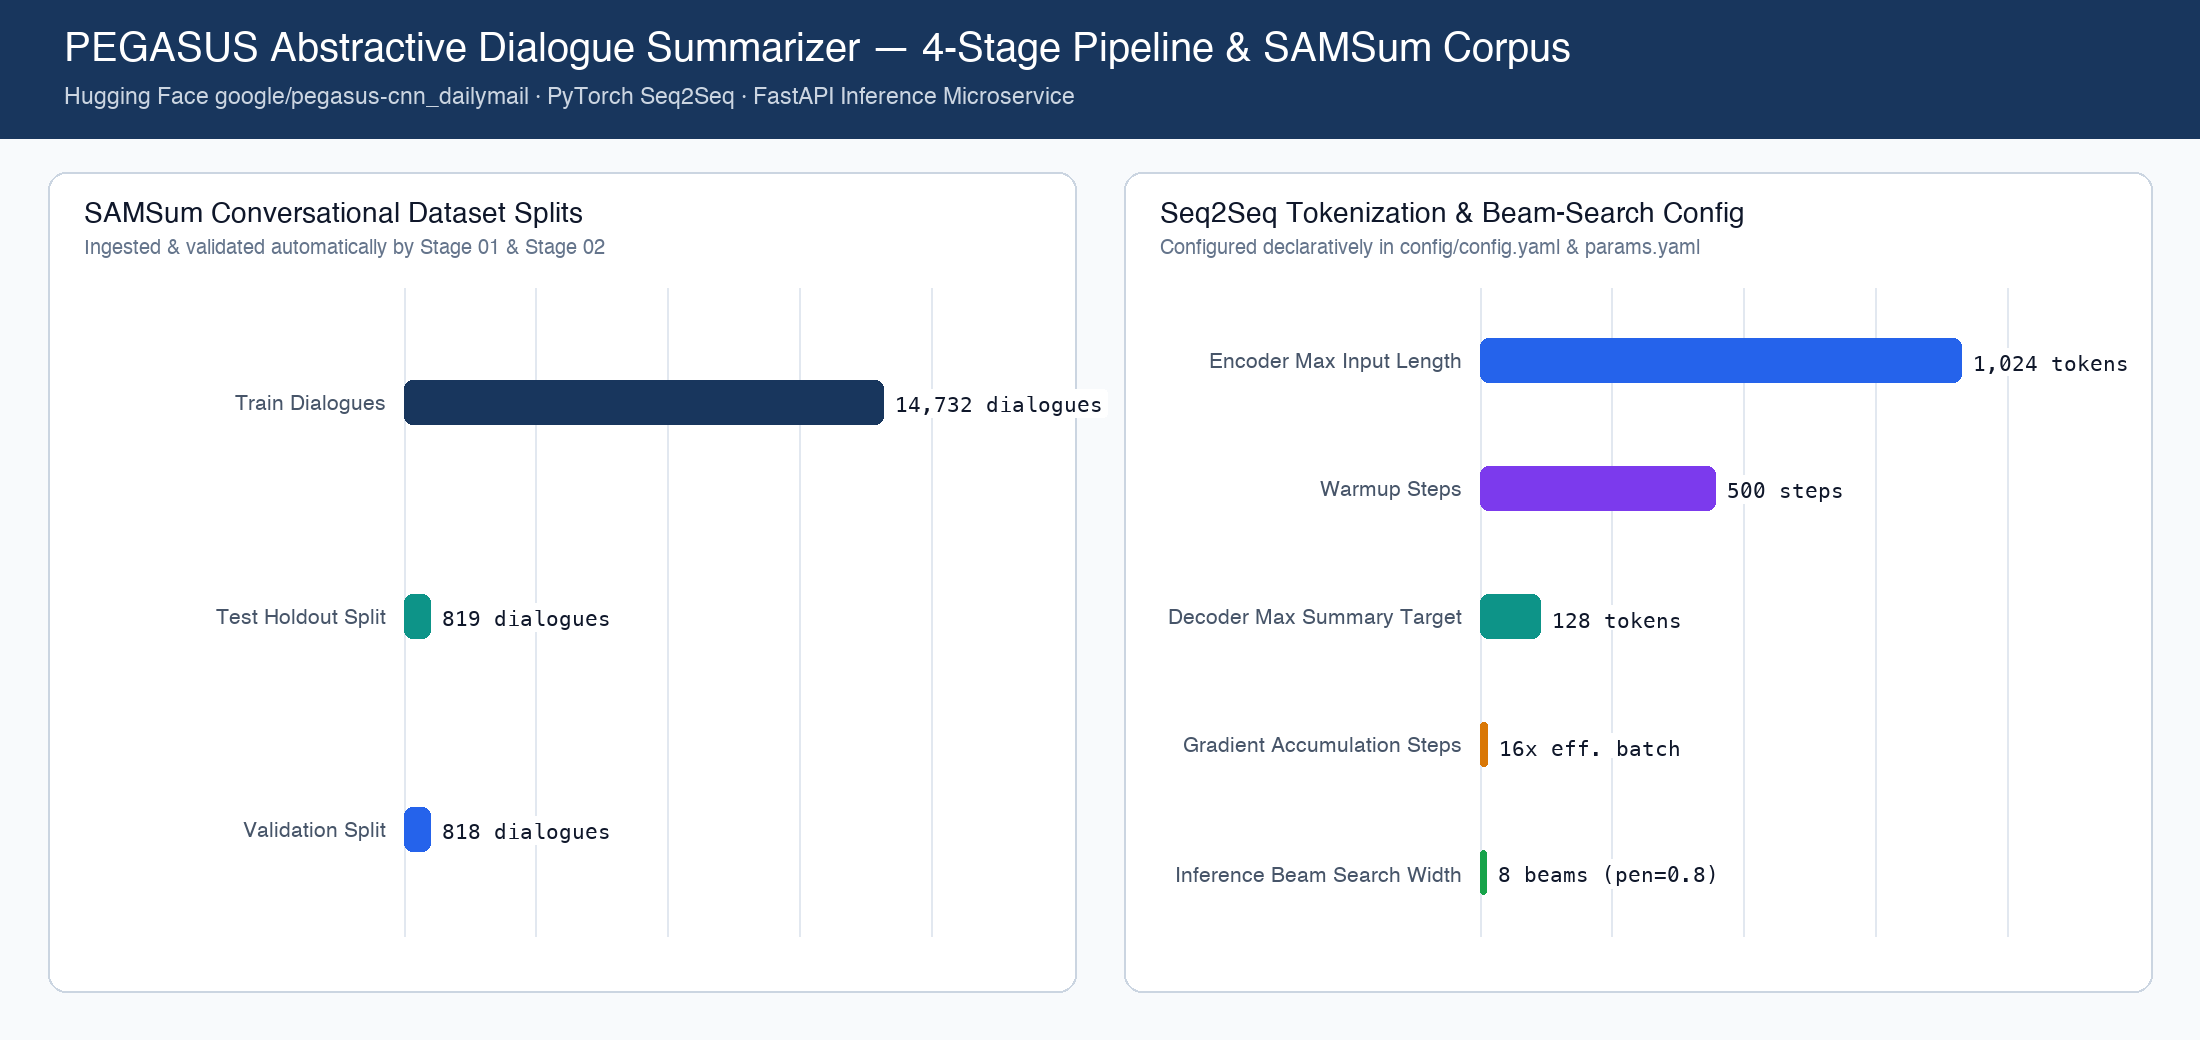 PEGASUS Abstractive Dialogue Summarizer — 4-Stage Pipeline & SAMSum Corpus
Hugging Face google/pegasus-cnn_dailymail · PyTorch Seq2Seq · FastAPI Inference Microservice
SAMSum Conversational Dataset Splits
Ingested & validated automatically by Stage 01 & Stage 02
Train Dialogues 14,732 dialogues
Test Holdout Split 819 dialogues
Validation Split 818 dialogues
Seq2Seq Tokenization & Beam-Search Config
Configured declaratively in config/config.yaml & params.yaml
Encoder Max Input Length 1,024 tokens
Warmup Steps 500 steps
Decoder Max Summary Target 128 tokens
Gradient Accumulation Steps 16x eff. batch
Inference Beam Search Width 8 beams (pen=0.8)